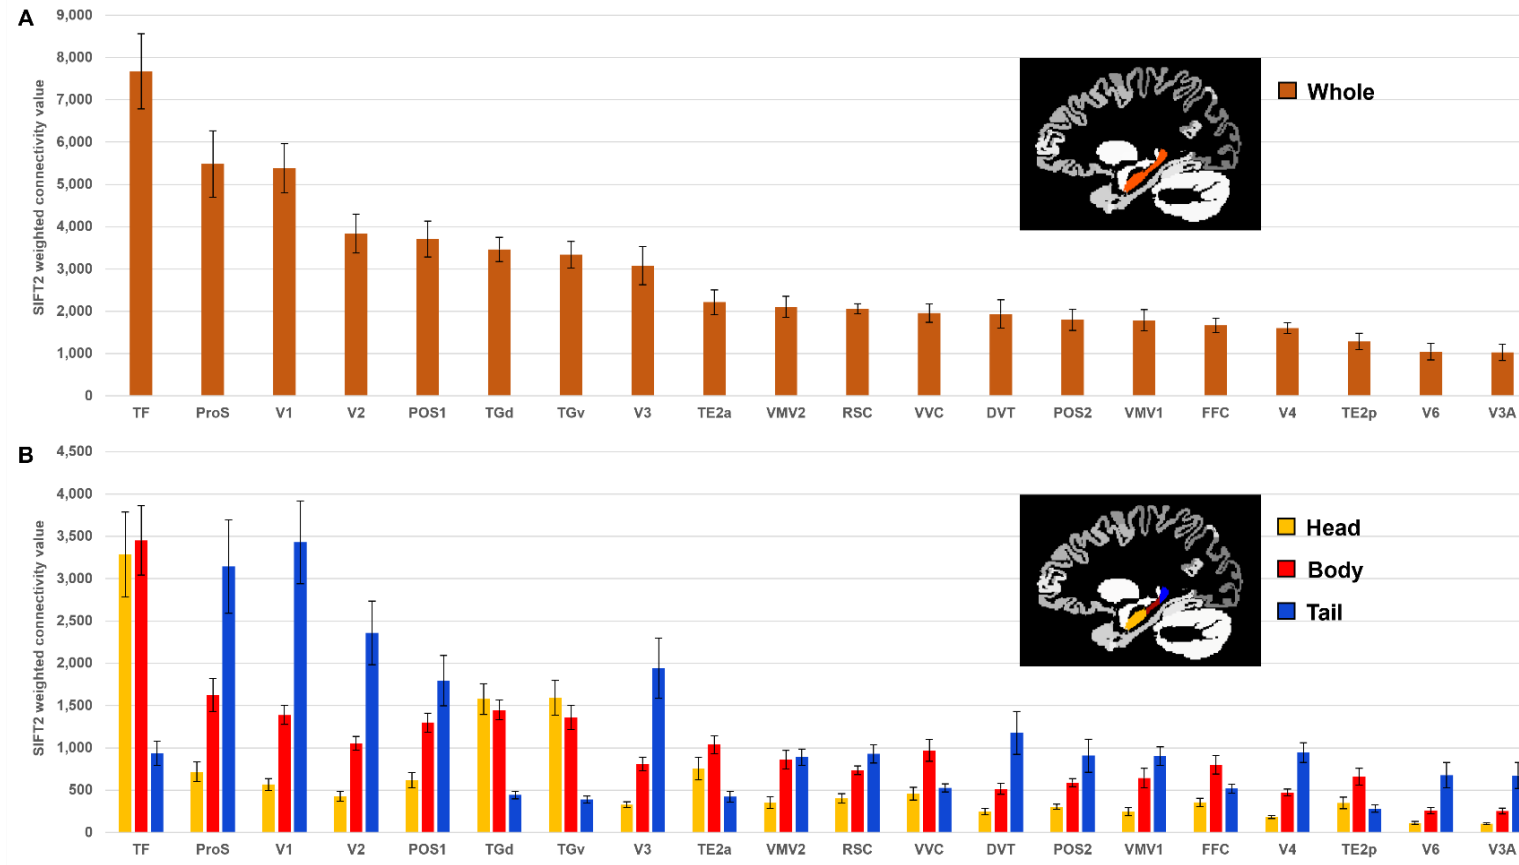 A
9,000
8,000
7,000
6,000
5,000
4,000
3,000
2,000
1,000
0
SIFT2 weighted connectivity value
Whole
TF ProS V1 V2 POS1 TGd TGv V3 TE2a VMV2 RSC VVC DVT POS2 VMV1 FFC V4 TE2p V6 V3A
B
4,500
4,000
3,500
3,000
2,500
2,000
1,500
1,000
500
0
SIFT2 weighted connectivity value
Head
Body
Tail
TF ProS V1 V2 POS1 TGd TGv V3 TE2a VMV2 RSC VVC DVT POS2 VMV1 FFC V4 TE2p V6 V3A